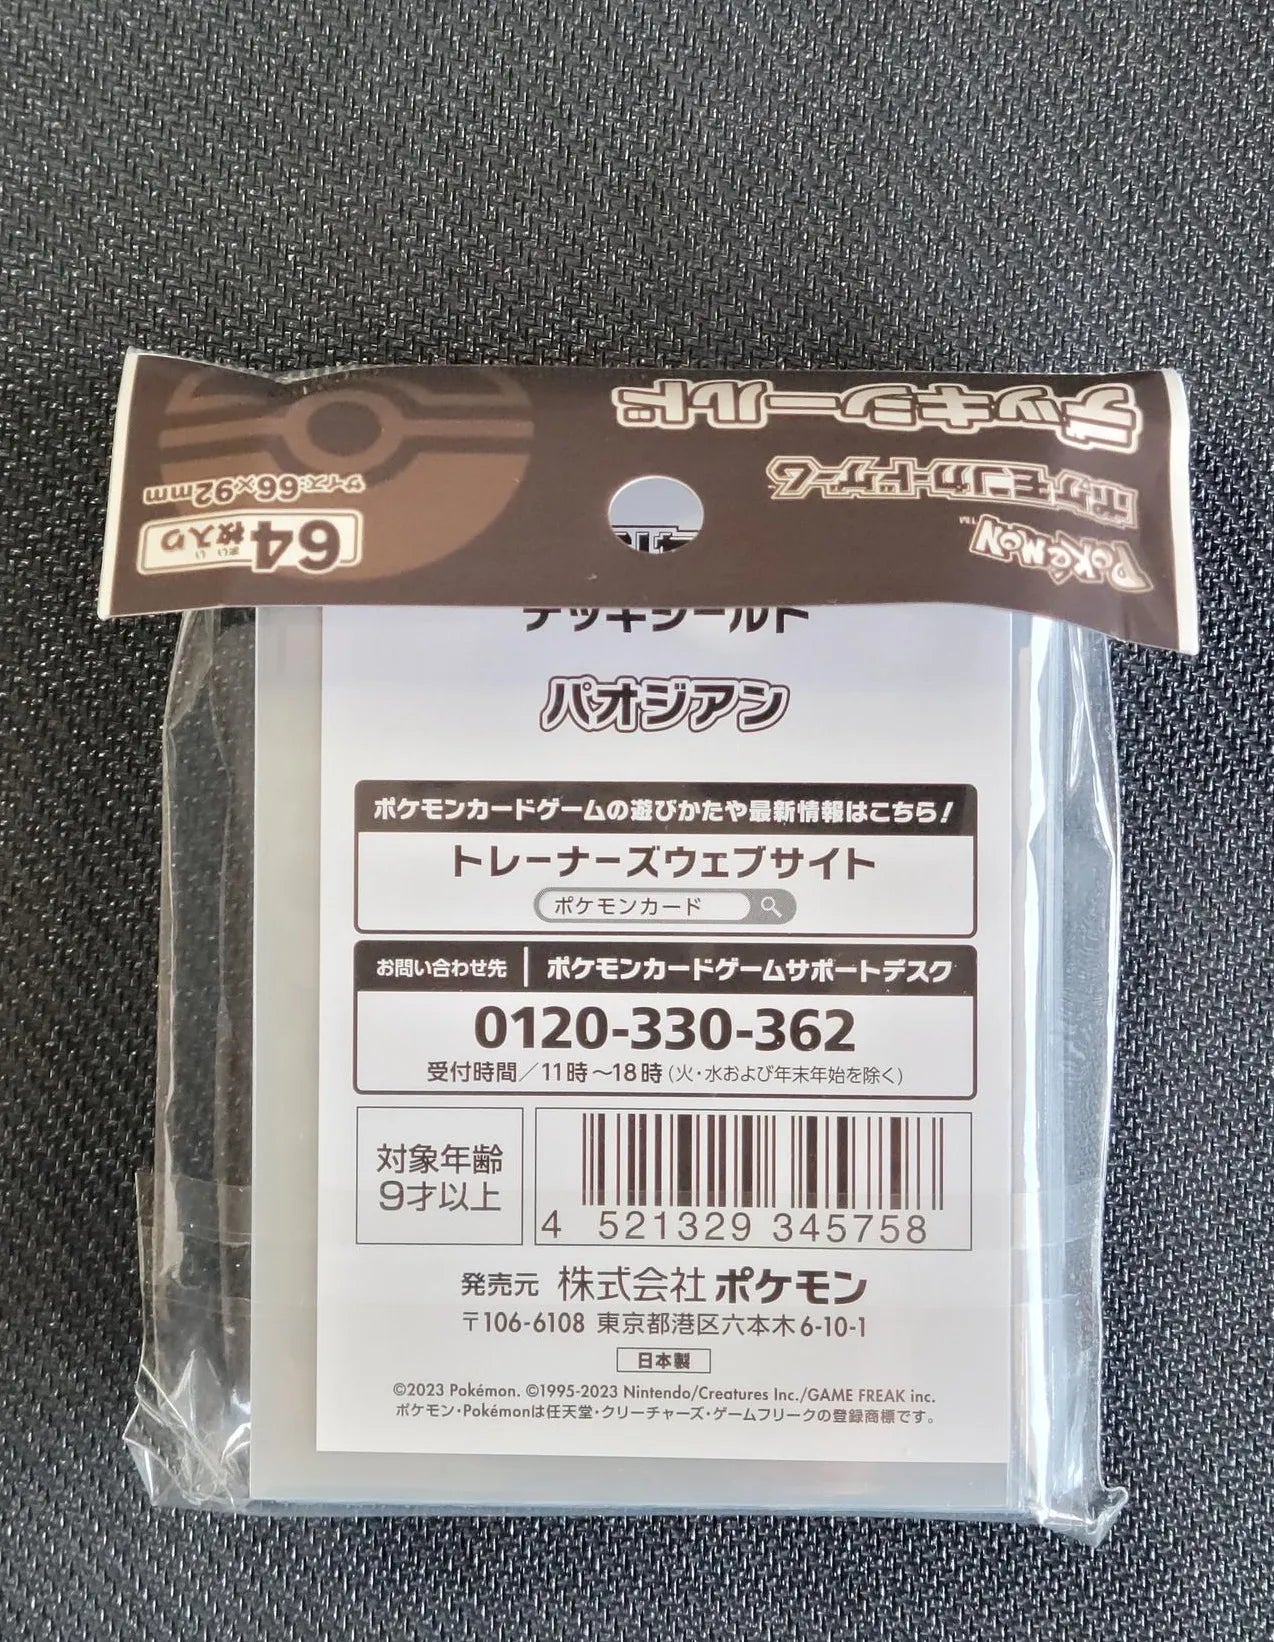 デッキシールド
ポケモンカードゲーム
POKéMON™
サイズ:66×92mm
64枚入り
まい い
デッキシールド
パオジアン
ポケモンカードゲームの遊びかたや最新情報はこちら!
トレーナーズウェブサイト
ポケモンカード
お問い合わせ先 ポケモンカードゲームサポートデスク
0120-330-362
受付時間/11時~18時(火・水および年末年始を除く)
対象年齢
9才以上
4 521329 345758
発売元 株式会社ポケモン
〒106-6108 東京都港区六本木6-10-1
日本製
©2023 Pokémon. ©1995-2023 Nintendo/Creatures Inc./GAME FREAK inc.
ポケモン・Pokémonは任天堂・クリーチャーズ・ゲームフリークの登録商標です。